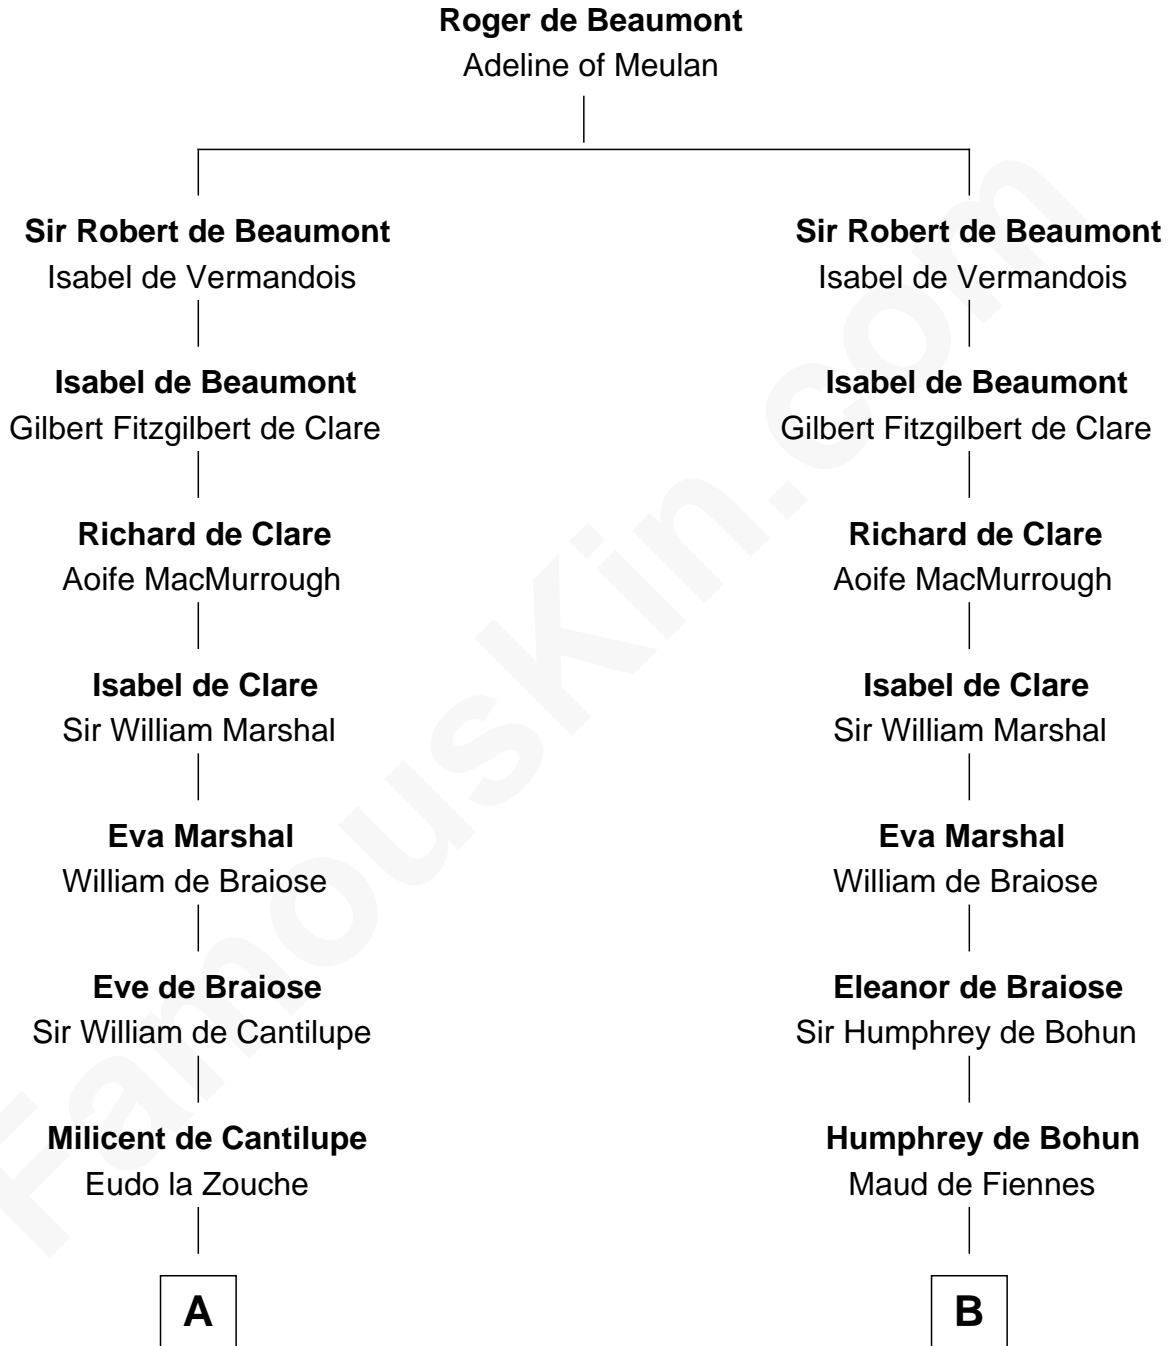 Roger de Beaumont
Adeline of Meulan
Sir Robert de Beaumont
Isabel de Vermandois
Sir Robert de Beaumont
Isabel de Vermandois
Isabel de Beaumont
Gilbert Fitzgilbert de Clare
Isabel de Beaumont
Gilbert Fitzgilbert de Clare
Richard de Clare
Aoife MacMurrough
Richard de Clare
Aoife MacMurrough
Isabel de Clare
Sir William Marshal
Isabel de Clare
Sir William Marshal
Eva Marshal
William de Braiose
Eva Marshal
William de Braiose
Eve de Braiose
Sir William de Cantilupe
Eleanor de Braiose
Sir Humphrey de Bohun
Milicent de Cantilupe
Eudo la Zouche
Humphrey de Bohun
Maud de Fiennes
A
B
FamousKin.com